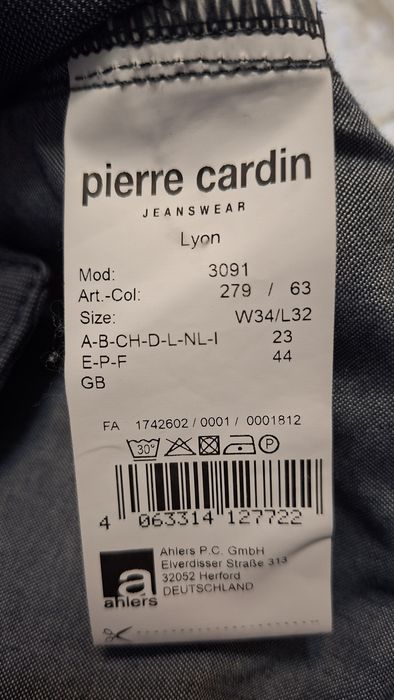 pierre cardin
JEANSWEAR
Lyon
Mod: 3091
Art.-Col: 279 / 63
Size: W34/L32
A-B-CH-D-L-NL-I 23
E-P-F 44
GB
FA 1742602 / 0001 / 0001812
30° P
4 063314 127722
a Ahlers P.C. GmbH
Elverdisser Straße 313
32052 Herford
ahlers DEUTSCHLAND